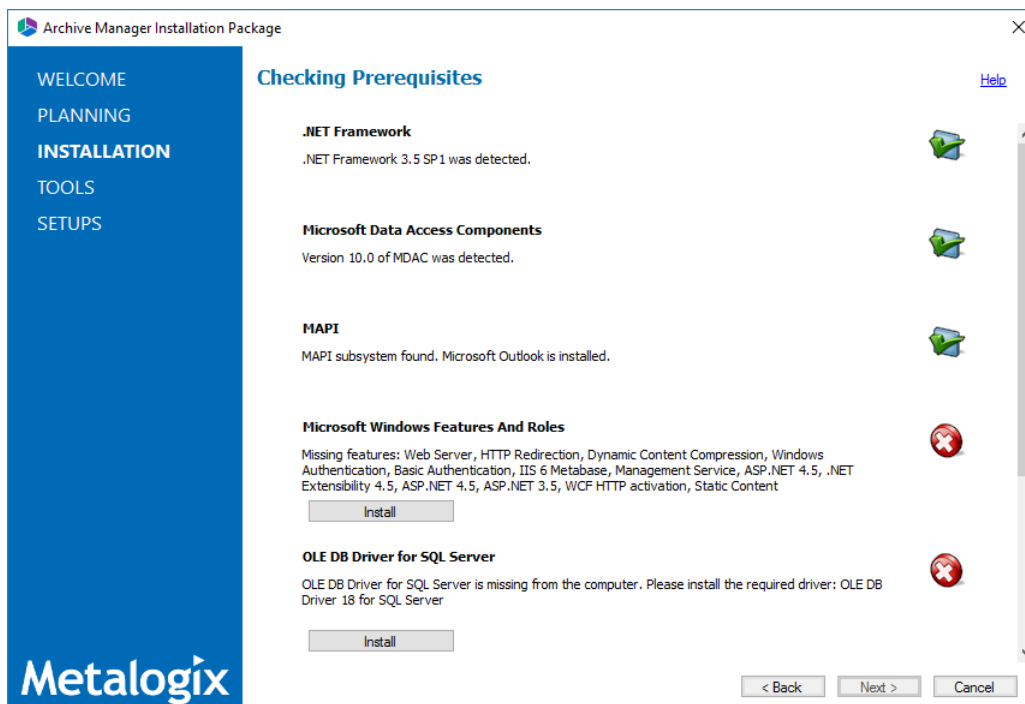 Archive Manager Installation Package
WELCOME
PLANNING
INSTALLATION
TOOLS
SETUPS
Metalogix
Checking Prerequisites
Help
.NET Framework
.NET Framework 3.5 SP1 was detected.
Microsoft Data Access Components
Version 10.0 of MDAC was detected.
MAPI
MAPI subsystem found. Microsoft Outlook is installed.
Microsoft Windows Features And Roles
Missing features: Web Server, HTTP Redirection, Dynamic Content Compression, Windows
Authentication, Basic Authentication, IIS 6 Metabase, Management Service, ASP.NET 4.5, .NET
Extensibility 4.5, ASP.NET 4.5, ASP.NET 3.5, WCF HTTP activation, Static Content
Install
OLE DB Driver for SQL Server
OLE DB Driver for SQL Server is missing from the computer. Please install the required driver: OLE DB
Driver 18 for SQL Server
Install
< Back
Next >
Cancel